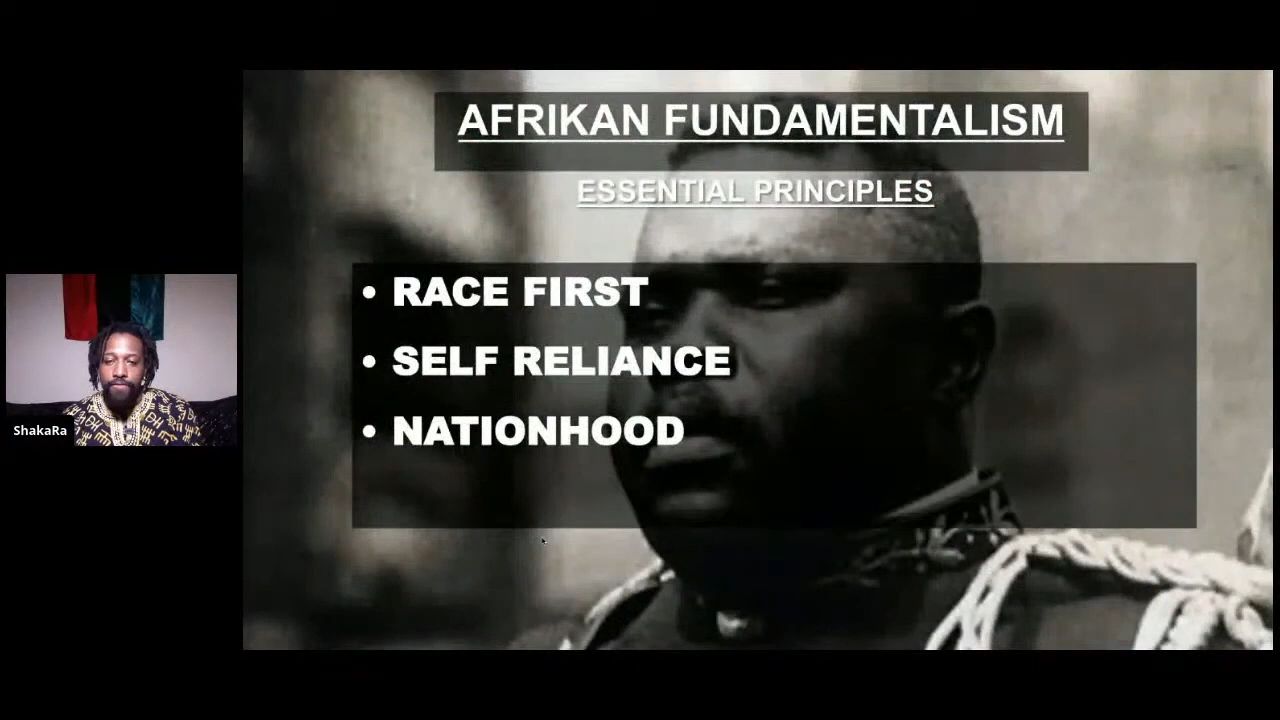 AFRIKAN FUNDAMENTALISM
ESSENTIAL PRINCIPLES
• RACE FIRST
• SELF RELIANCE
• NATIONHOOD
ShakaRa